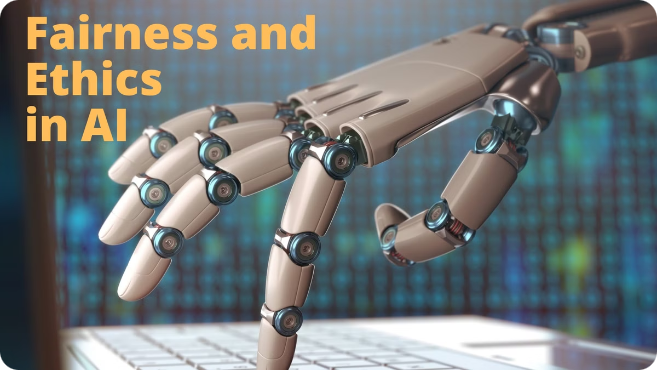 Fairness and
Ethics
in AI